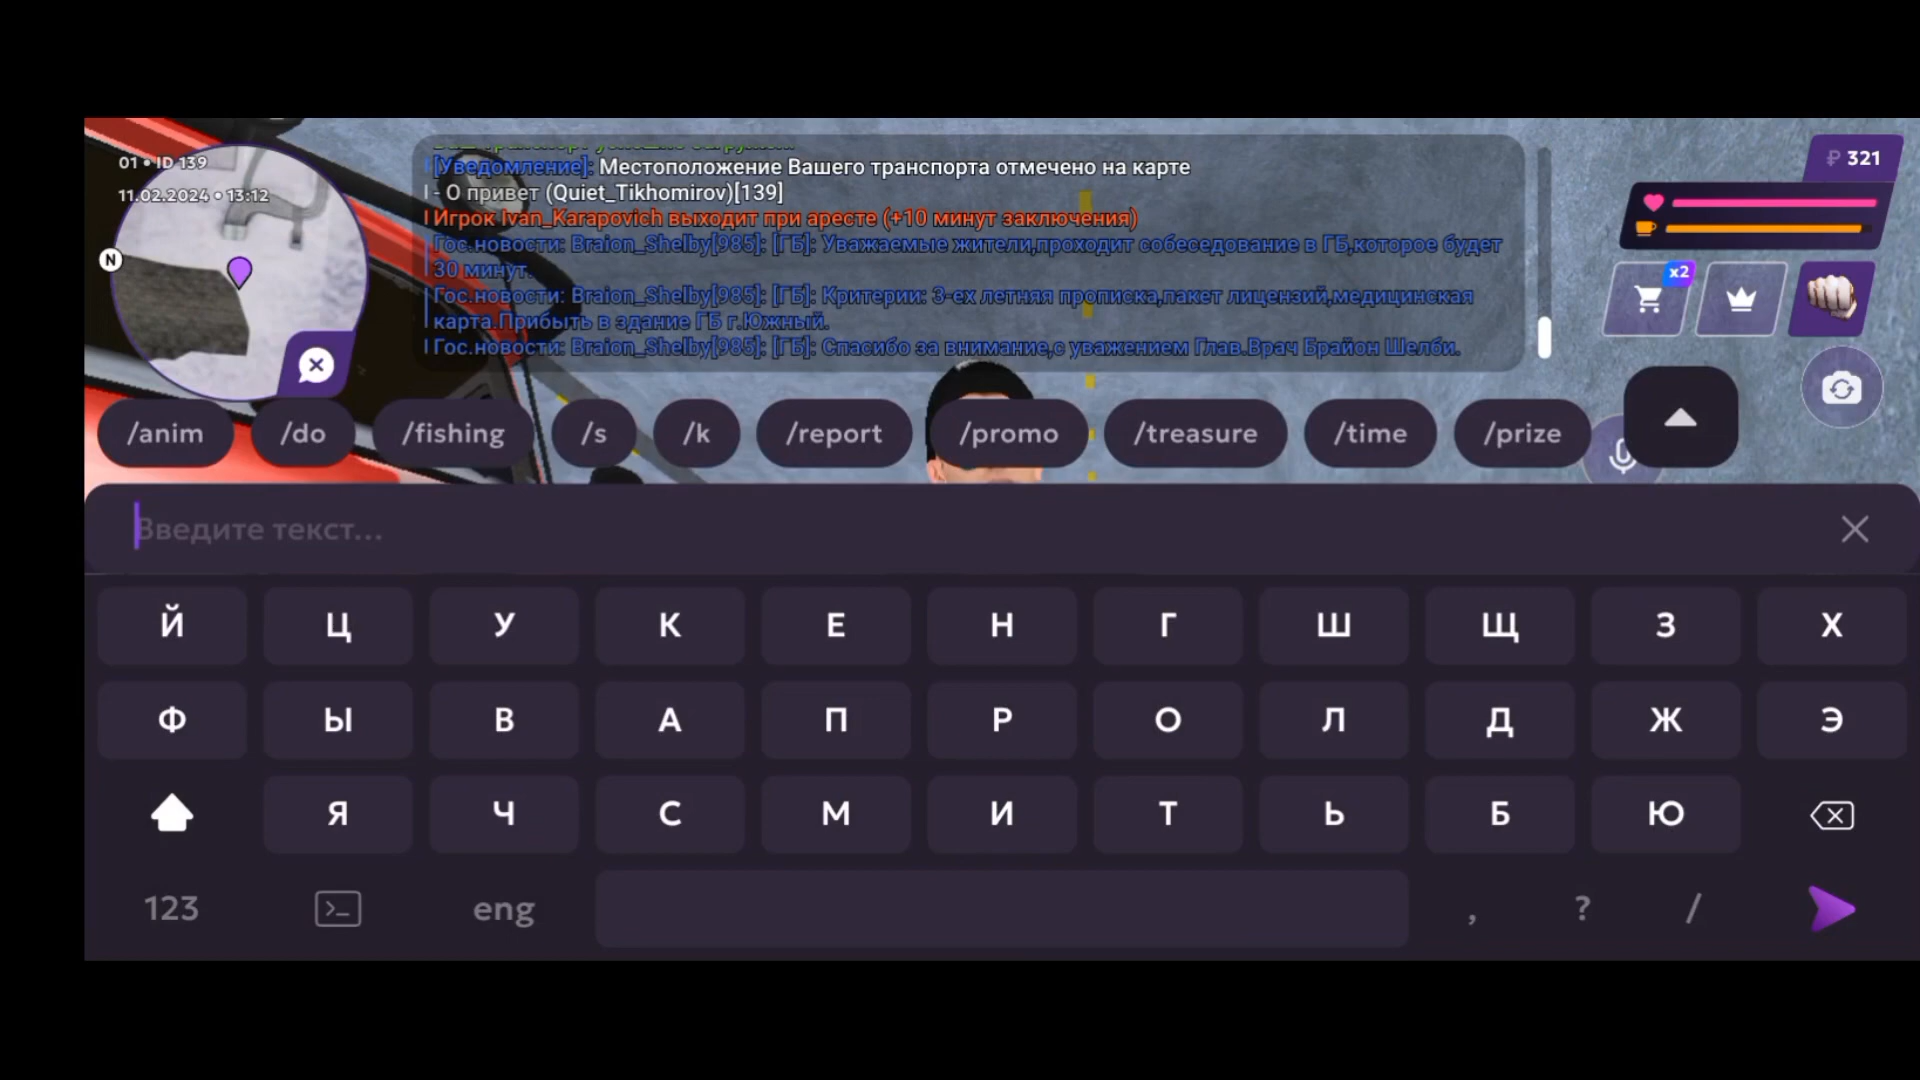 01 • ID 139
11.02.2024 • 13:12
N
[Уведомление]: Местоположение Вашего транспорта отмечено на карте
- О привет (Quiet_Tikhomirov)[139]
Игрок Ivan_Karapovich выходит при аресте (+10 минут заключения)
Гос.новости: Braion_Shelby[985]: [ГБ]: Уважаемые жители,проходит собеседование в ГБ,которое будет
30 минут.
Гос.новости: Braion_Shelby[985]: [ГБ]: Критерии: 3-ех летняя прописка,пакет лицензий,медицинская
карта.Прибыть в здание ГБ г.Южный.
Гос.новости: Braion_Shelby[985]: [ГБ]: Спасибо за внимание,с уважением Глав.Врач Брайон Шелби.
₽ 321
x2
/anim /do /fishing /s /k /report /promo /treasure /time /prize
Введите текст...
Й Ц У К Е Н Г Ш Щ З Х
Ф Ы В А П Р О Л Д Ж Э
Я Ч С М И Т Ь Б Ю
123 eng , ? /